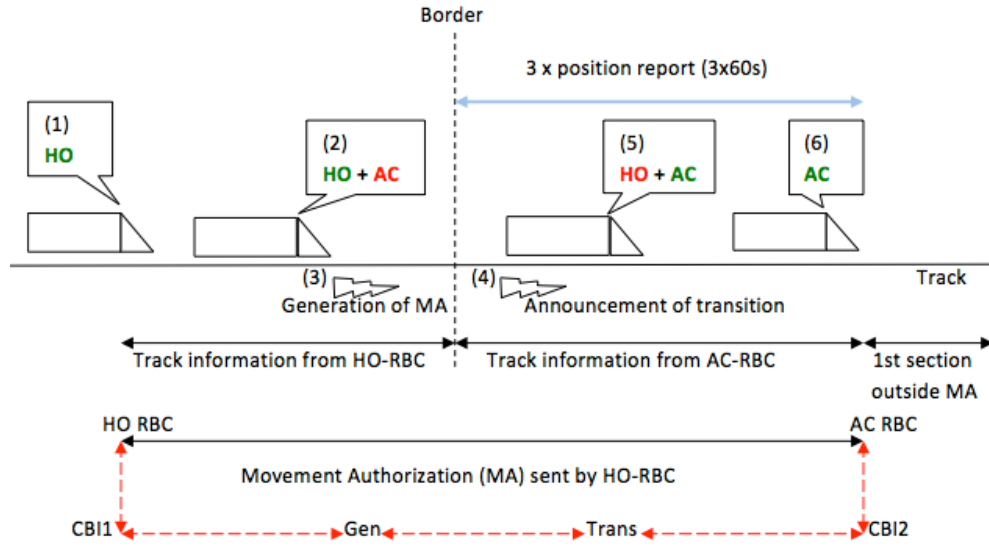 Border
3 x position report (3x60s)
(1)
HO
(2)
HO + AC
(5)
HO + AC
(6)
AC
(3)
Generation of MA
(4)
Announcement of transition
Track
Track information from HO-RBC
Track information from AC-RBC
1st section
outside MA
HO RBC
AC RBC
Movement Authorization (MA) sent by HO-RBC
CBI1
Gen
Trans
CBI2